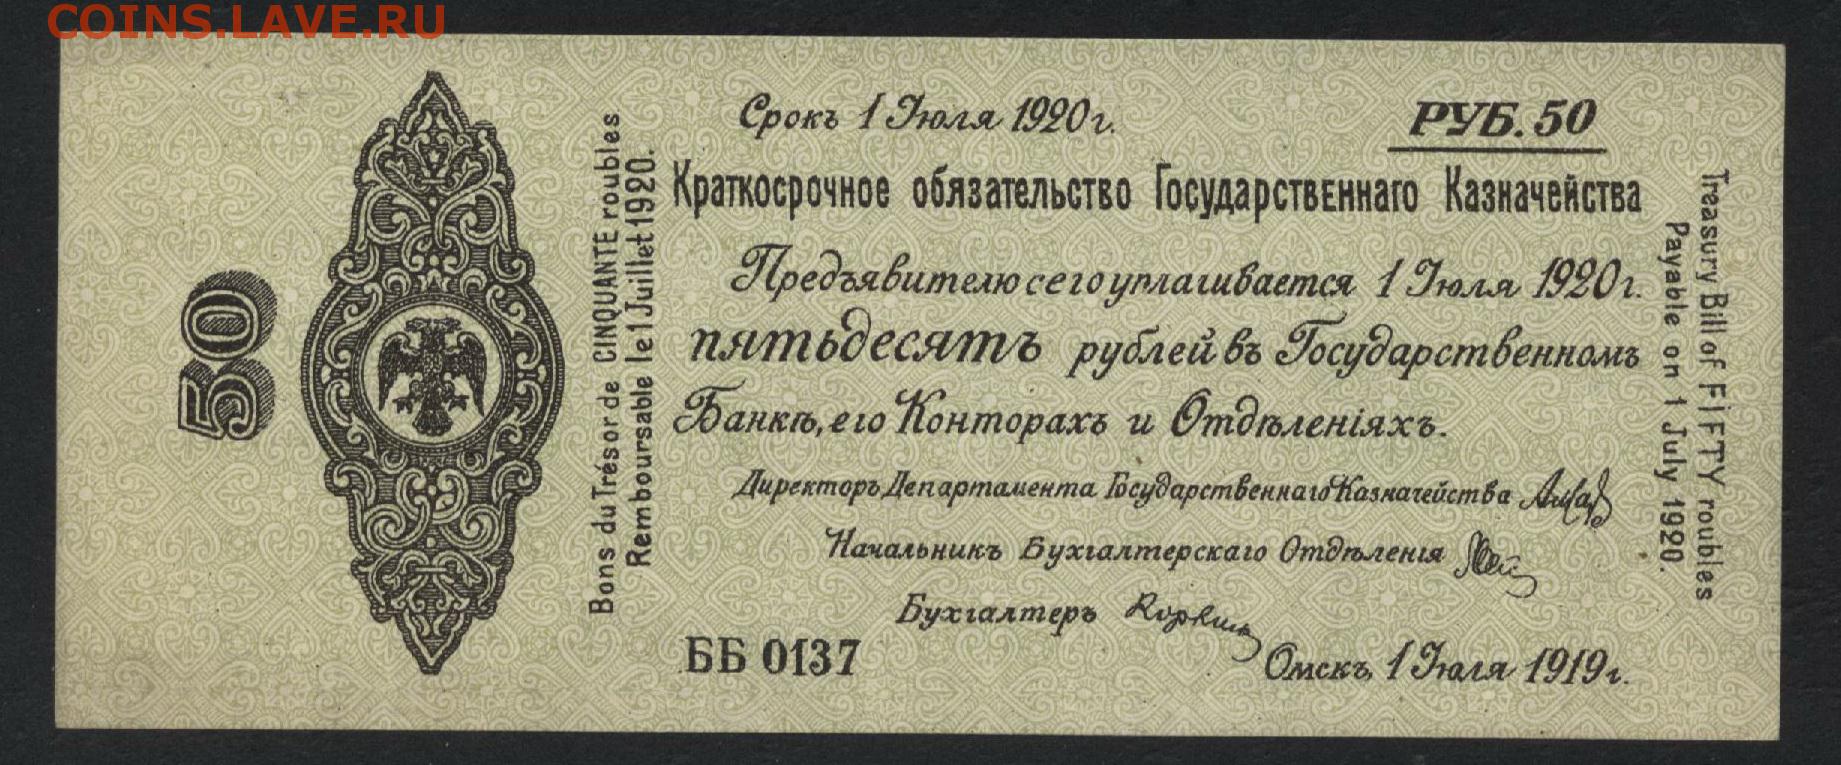 COINS.LAVE.RU
50
Bons du Trésor de CINQUANTE roubles
Remboursable le 1 Juillet 1920.
Срокъ 1 Июля 1920 г.
РУБ. 50
Краткосрочное обязательство Государственнаго Казначейства
Предъявителю сего уплачивается 1 Июля 1920 г.
пятьдесятъ рублей въ Государственномъ
Банкѣ, его Конторахъ и Отдѣленіяхъ.
Директоръ Департамента Государственнаго Казначейства
Начальникъ Бухгалтерскаго Отдѣленія
Бухгалтеръ
ББ 0137
Омскъ, 1 Июля 1919 г.
Treasury Bill of FIFTY roubles
Payable on 1 July 1920.